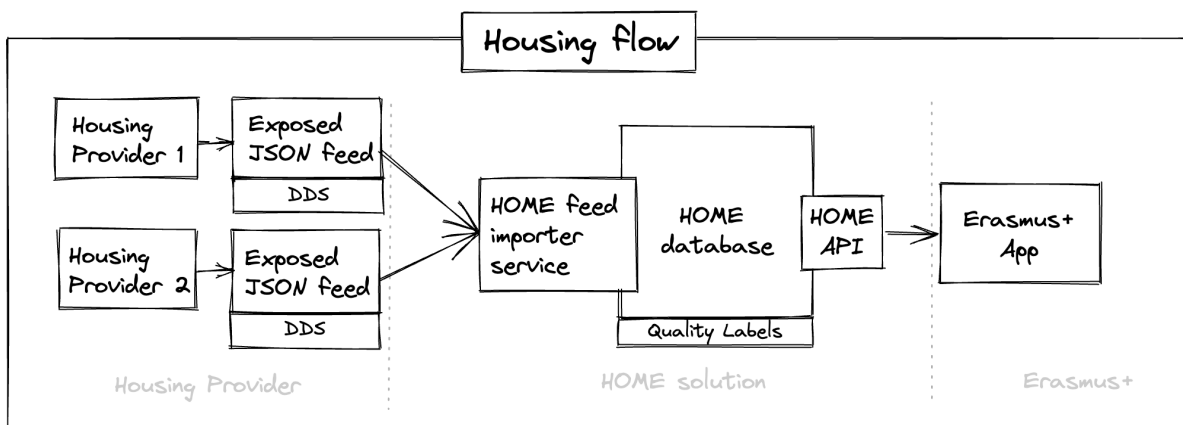 Housing flow
Housing
Provider 1
Exposed
JSON feed
DDS
Housing
Provider 2
Exposed
JSON feed
DDS
HOME feed
importer
service
HOME
database
Quality Labels
HOME
API
Erasmus+
App
Housing Provider
HOME solution
Erasmus+